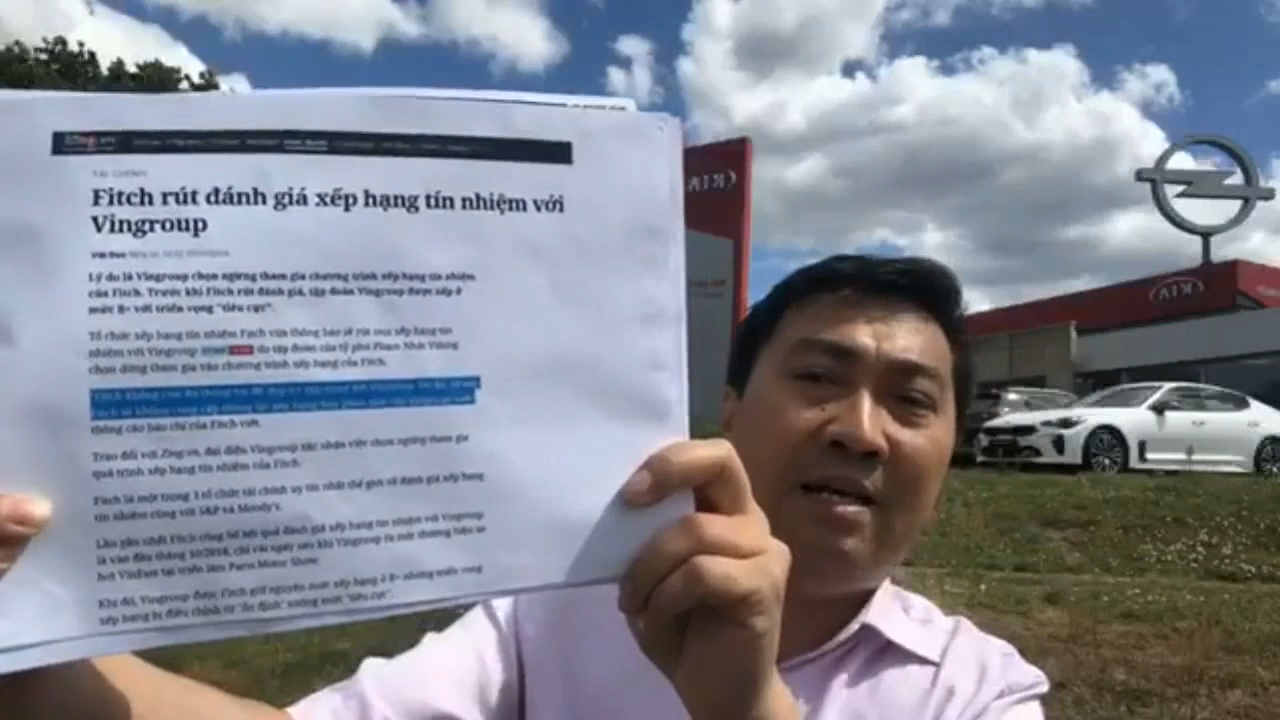 Zing.vn
TÀI CHÍNH
Fitch rút đánh giá xếp hạng tín nhiệm với
Vingroup
Lý do là Vingroup chọn ngừng tham gia chương trình xếp hạng tín nhiệm
của Fitch. Trước khi Fitch rút đánh giá, tập đoàn Vingroup được xếp ở
mức B+ với triển vọng "tiêu cực".
Tổ chức xếp hạng tín nhiệm Fitch vừa thông báo sẽ rút mọi xếp hạng tín
nhiệm với Vingroup do tập đoàn của tỷ phú Phạm Nhật Vượng
chọn dừng tham gia vào chương trình xếp hạng của Fitch.
thông cáo báo chí của Fitch viết.
Trao đổi với Zing.vn, đại diện Vingroup xác nhận việc chọn ngừng tham gia
quá trình xếp hạng tín nhiệm của Fitch.
Fitch là một trong 3 tổ chức tài chính uy tín nhất thế giới về đánh giá xếp hạng
tín nhiệm cùng với S&P và Moody's.
Lần gần nhất Fitch công bố kết quả đánh giá xếp hạng tín nhiệm với Vingroup
là vào đầu tháng 10/2018, chỉ vài ngày sau khi Vingroup ra mắt thương hiệu xe
hơi VinFast tại triển lãm Paris Motor Show.
Khi đó, Vingroup được Fitch giữ nguyên mức xếp hạng ở B+ nhưng triển vọng
xếp hạng bị điều chỉnh từ "ổn định" xuống mức "tiêu cực".
KIA
KIA